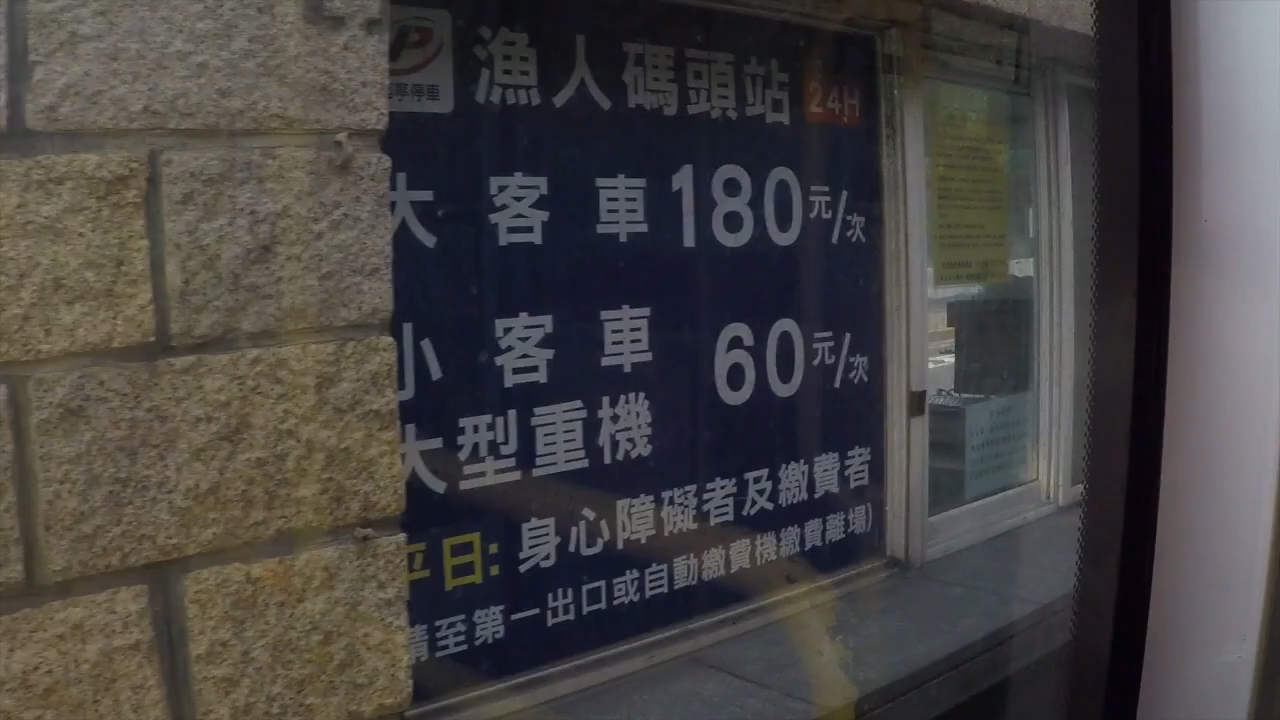 漁人碼頭站 24H
P
亭停車
大客車 180元/次
小客車 60元/次
大型重機
平日: 身心障礙者及繳費者
請至第一出口或自動繳費機繳費離場)